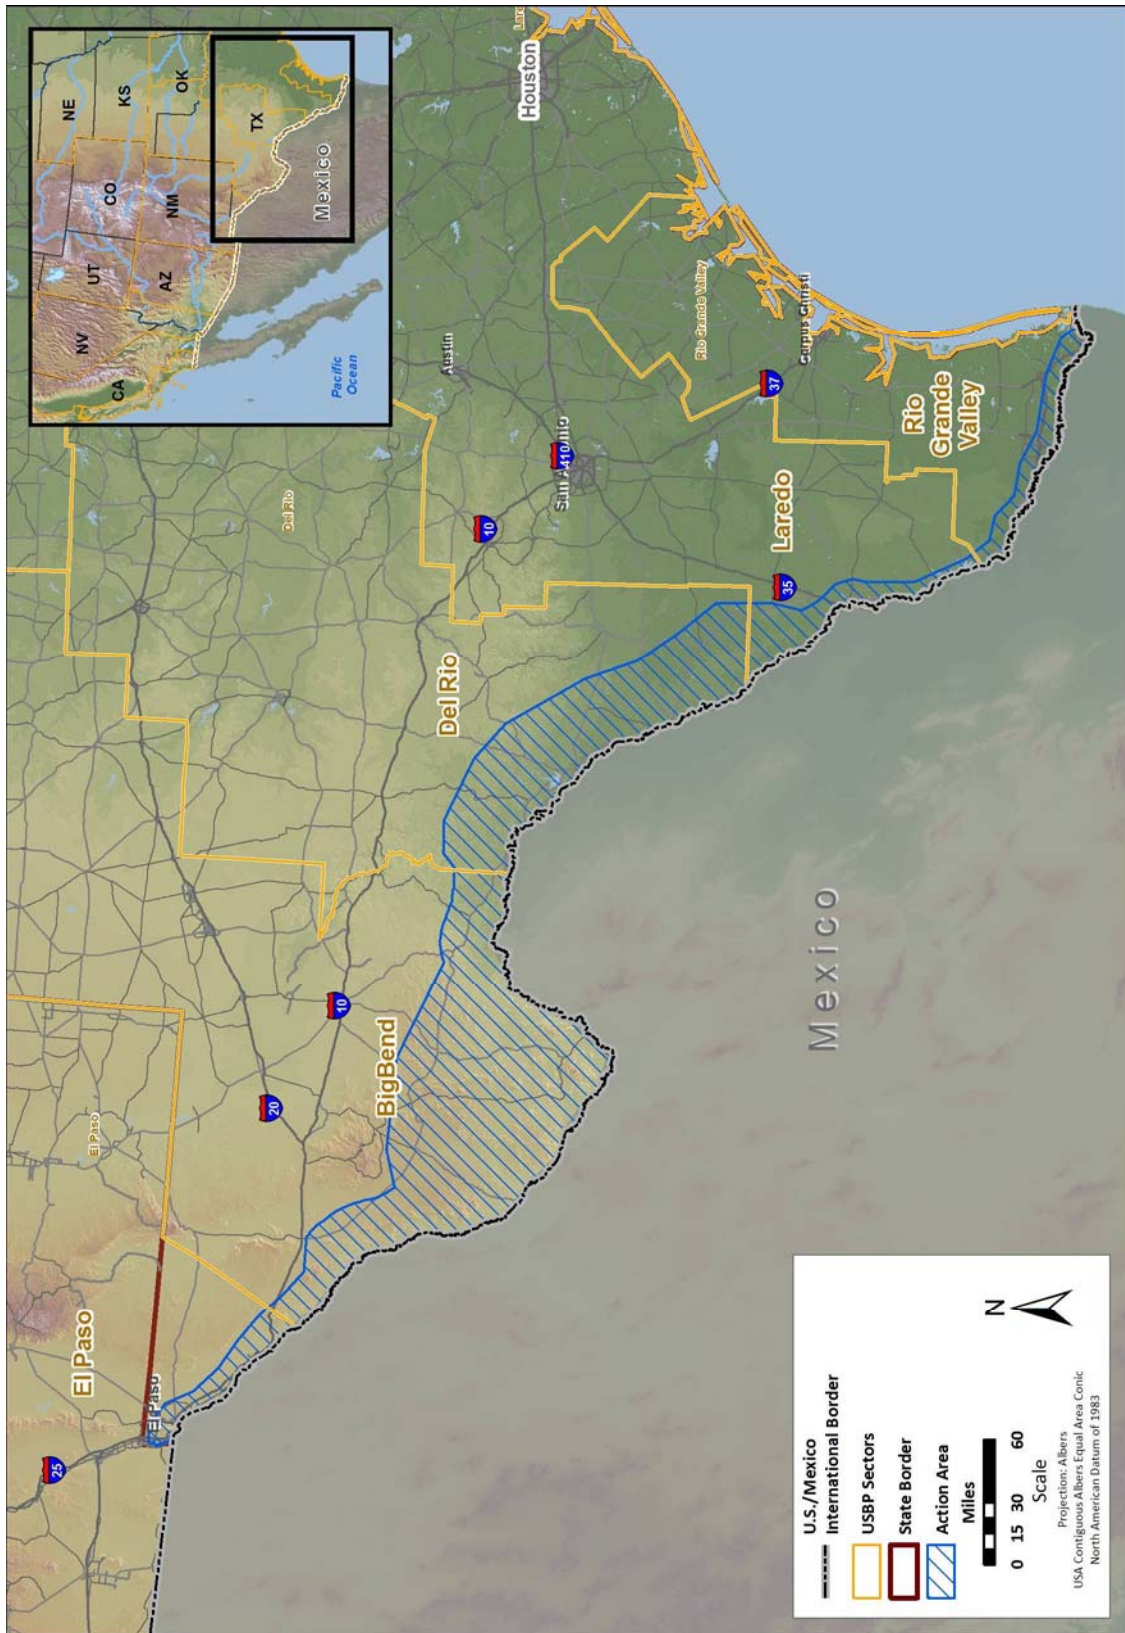 NE
KS
OK
TX
CO
NM
UT
AZ
NV
CA
Mexico
Pacific
Ocean
Houston
Austin
410
10
37
35
Corpus Christi
Rio Grande Valley
Rio
Grande
Valley
Laredo
Del Rio
Del Rio
10
20
BigBend
El Paso
El Paso
El Paso
25
Mexico
U.S./Mexico
International Border
USBP Sectors
State Border
Action Area
Miles
0 15 30 60
Scale
Projection: Albers
USA Contiguous Albers Equal Area Conic
North American Datum of 1983
N